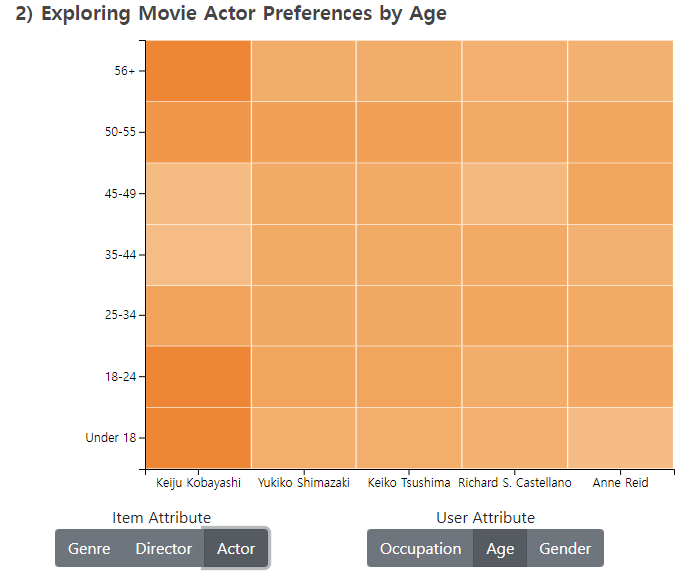 2) Exploring Movie Actor Preferences by Age
56+
50-55
45-49
35-44
25-34
18-24
Under 18
Keiju Kobayashi Yukiko Shimazaki Keiko Tsushima Richard S. Castellano Anne Reid
Item Attribute User Attribute
Genre Director Actor Occupation Age Gender